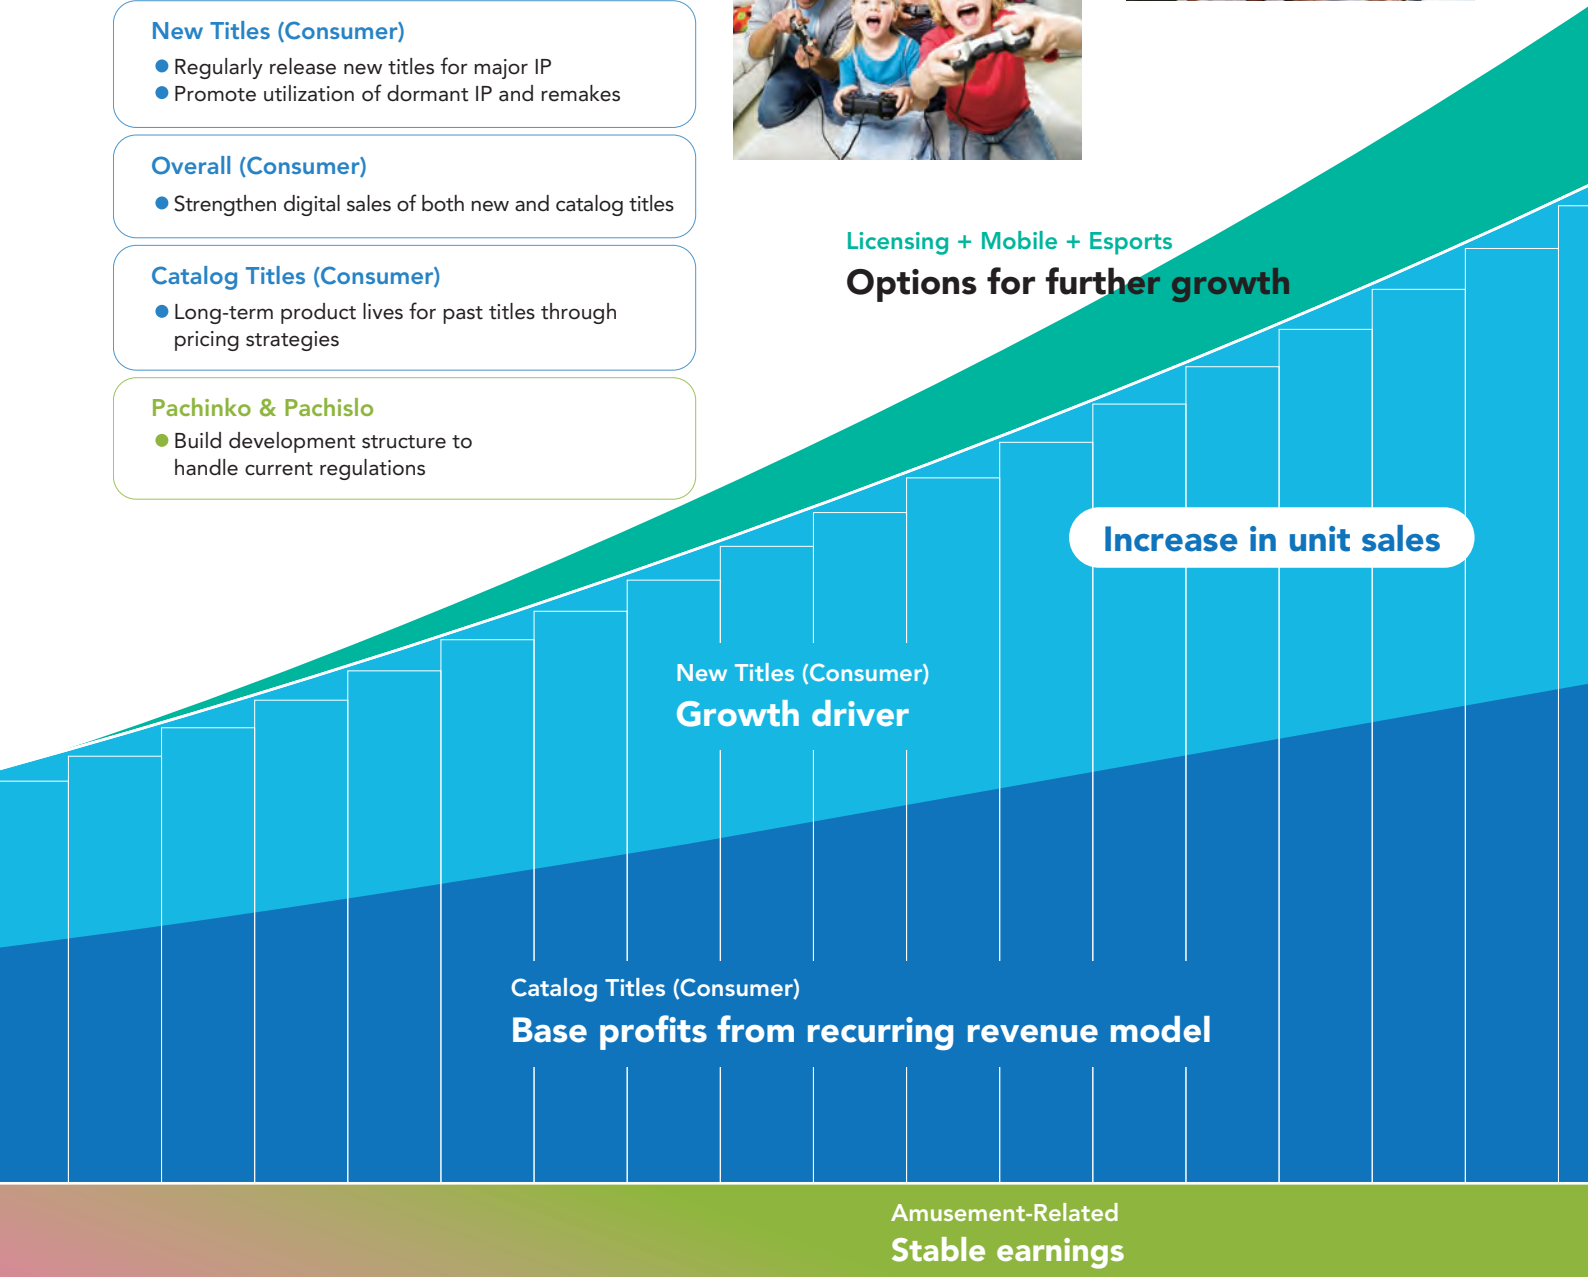 New Titles (Consumer)
● Regularly release new titles for major IP
● Promote utilization of dormant IP and remakes
Overall (Consumer)
● Strengthen digital sales of both new and catalog titles
Catalog Titles (Consumer)
● Long-term product lives for past titles through
pricing strategies
Pachinko & Pachislo
● Build development structure to
handle current regulations
Licensing + Mobile + Esports
Options for further growth
Increase in unit sales
New Titles (Consumer)
Growth driver
Catalog Titles (Consumer)
Base profits from recurring revenue model
Amusement-Related
Stable earnings